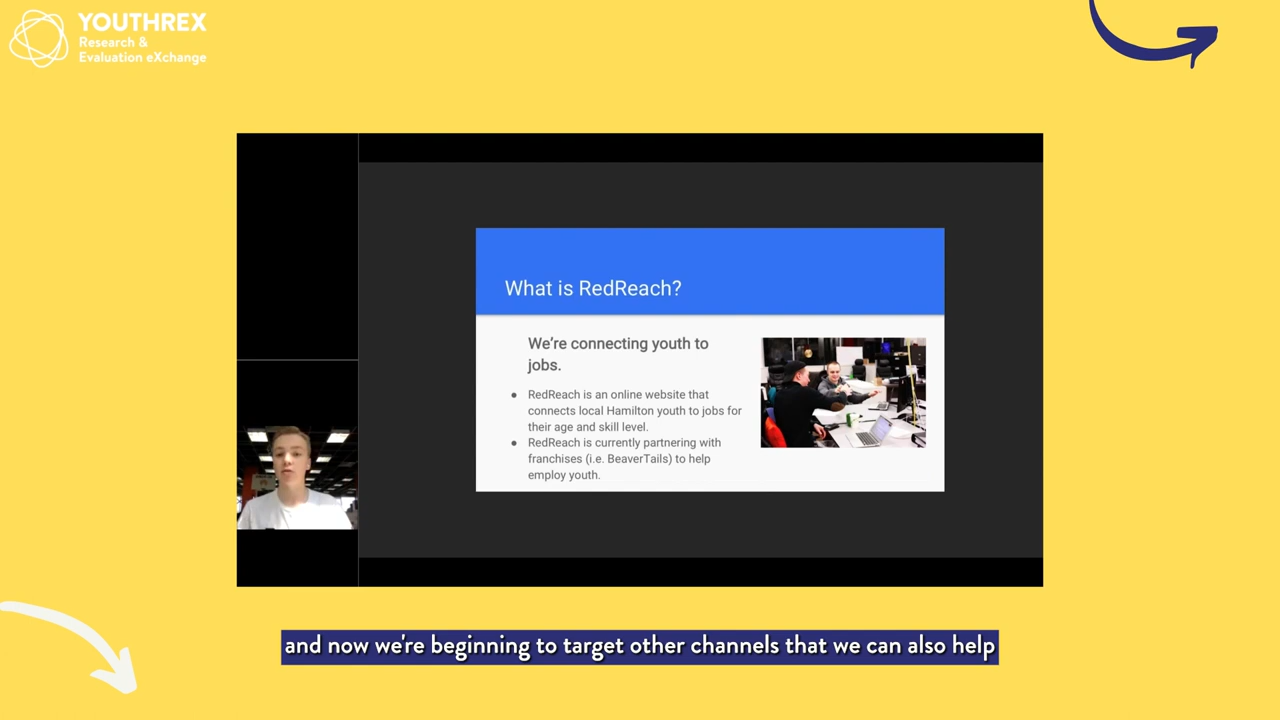 YOUTHREX
Research &
Evaluation eXchange
What is RedReach?
We’re connecting youth to
jobs.
● RedReach is an online website that
connects local Hamilton youth to jobs for
their age and skill level.
● RedReach is currently partnering with
franchises (i.e. BeaverTails) to help
employ youth.
and now we're beginning to target other channels that we can also help